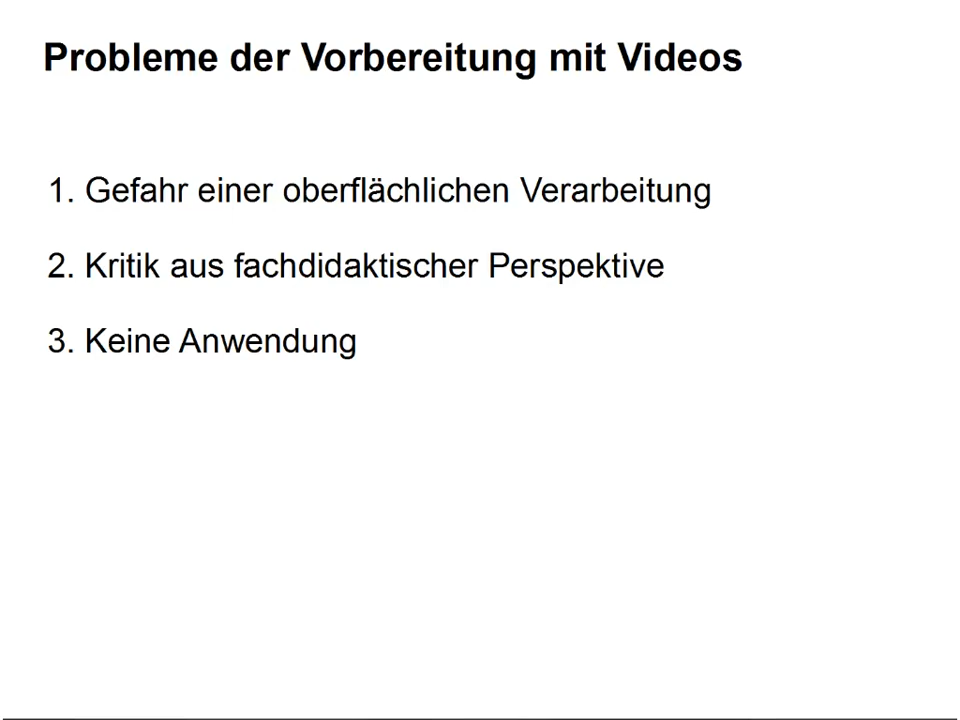 Probleme der Vorbereitung mit Videos
1. Gefahr einer oberflächlichen Verarbeitung
2. Kritik aus fachdidaktischer Perspektive
3. Keine Anwendung